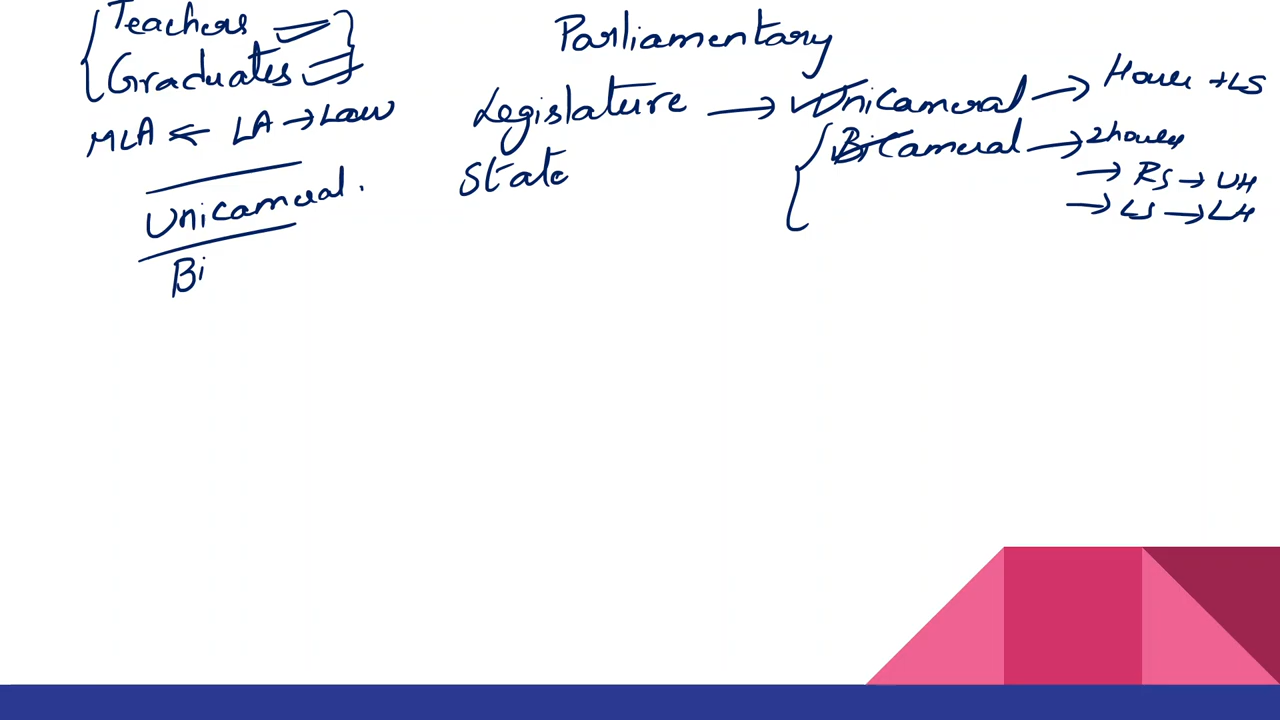 Teachers
Graduates
MLA ← LA → Law
Unicameral.
Bi
Parliamentary
Legislature → Unicameral → House → LS
Bicameral → 2 houses
→ RS → UH
→ LS → LH
State